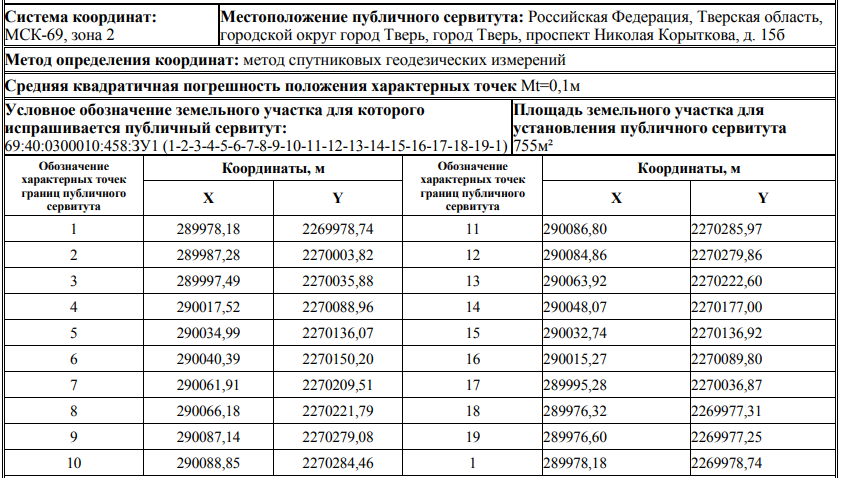 Система координат:
МСК-69, зона 2
Местоположение публичного сервитута: Российская Федерация, Тверская область,
городской округ город Тверь, город Тверь, проспект Николая Корыткова, д. 15б
Метод определения координат: метод спутниковых геодезических измерений
Средняя квадратичная погрешность положения характерных точек Mt=0,1м
Условное обозначение земельного участка для которого
испрашивается публичный сервитут:
69:40:0300010:458:ЗУ1 (1-2-3-4-5-6-7-8-9-10-11-12-13-14-15-16-17-18-19-1)
Площадь земельного участка для
установления публичного сервитута
755м²
Обозначение
характерных точек
границ публичного
сервитута
Координаты, м
X
Y
Обозначение
характерных точек
границ публичного
сервитута
Координаты, м
X
Y
1 289978,18 2269978,74 11 290086,80 2270285,97
2 289987,28 2270003,82 12 290084,86 2270279,86
3 289997,49 2270035,88 13 290063,92 2270222,60
4 290017,52 2270088,96 14 290048,07 2270177,00
5 290034,99 2270136,07 15 290032,74 2270136,92
6 290040,39 2270150,20 16 290015,27 2270089,80
7 290061,91 2270209,51 17 289995,28 2270036,87
8 290066,18 2270221,79 18 289976,32 2269977,31
9 290087,14 2270279,08 19 289976,60 2269977,25
10 290088,85 2270284,46 1 289978,18 2269978,74